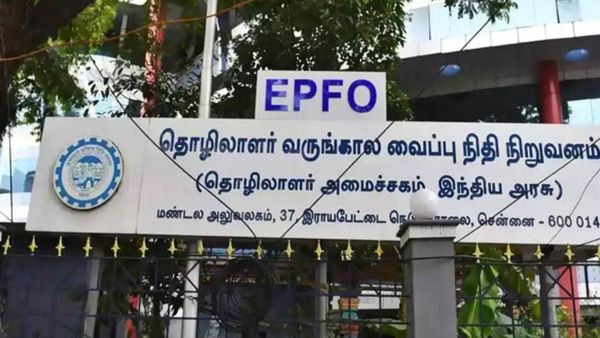 EPFO
தொழிலாளர் வருங்கால வைப்பு நிதி நிறுவனம்
(தொழிலாளர் அமைச்சகம், இந்திய அரசு)
மண்டல அலுவலகம், 37, இராயபேட்டை சென்னை - 600 014